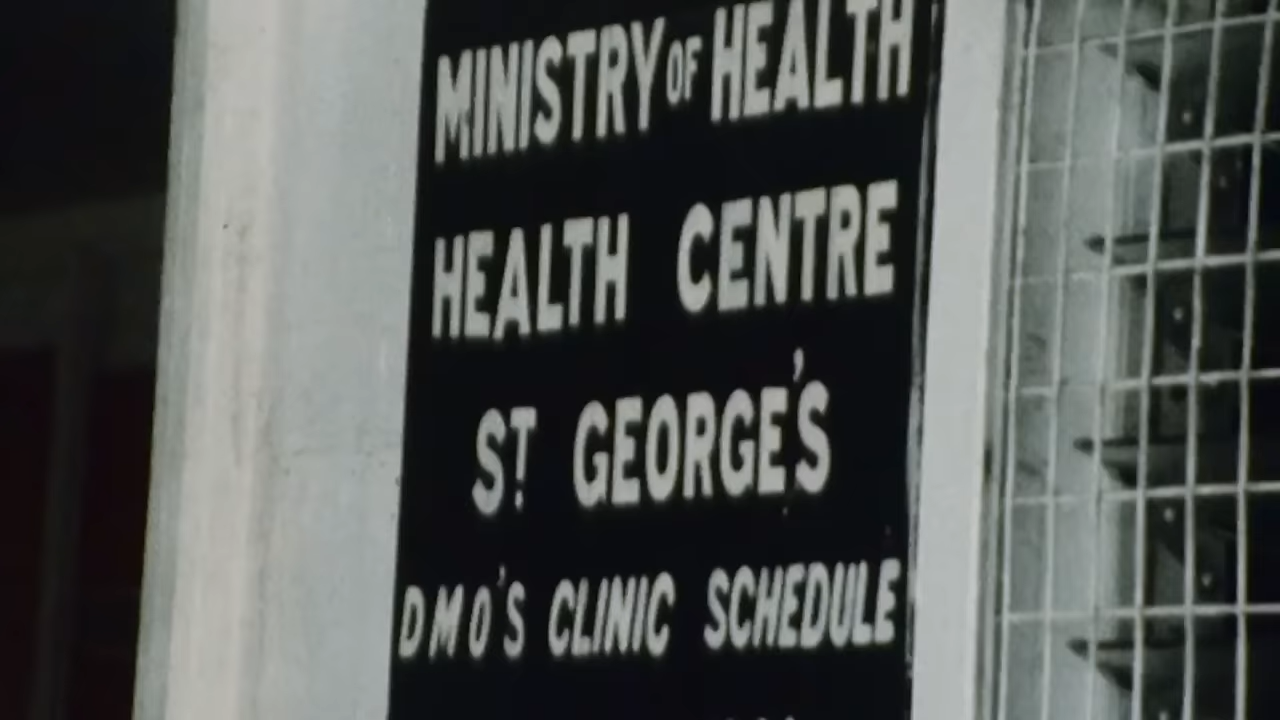 MINISTRY OF HEALTH
HEALTH CENTRE
ST GEORGE'S
DMO'S CLINIC SCHEDULE